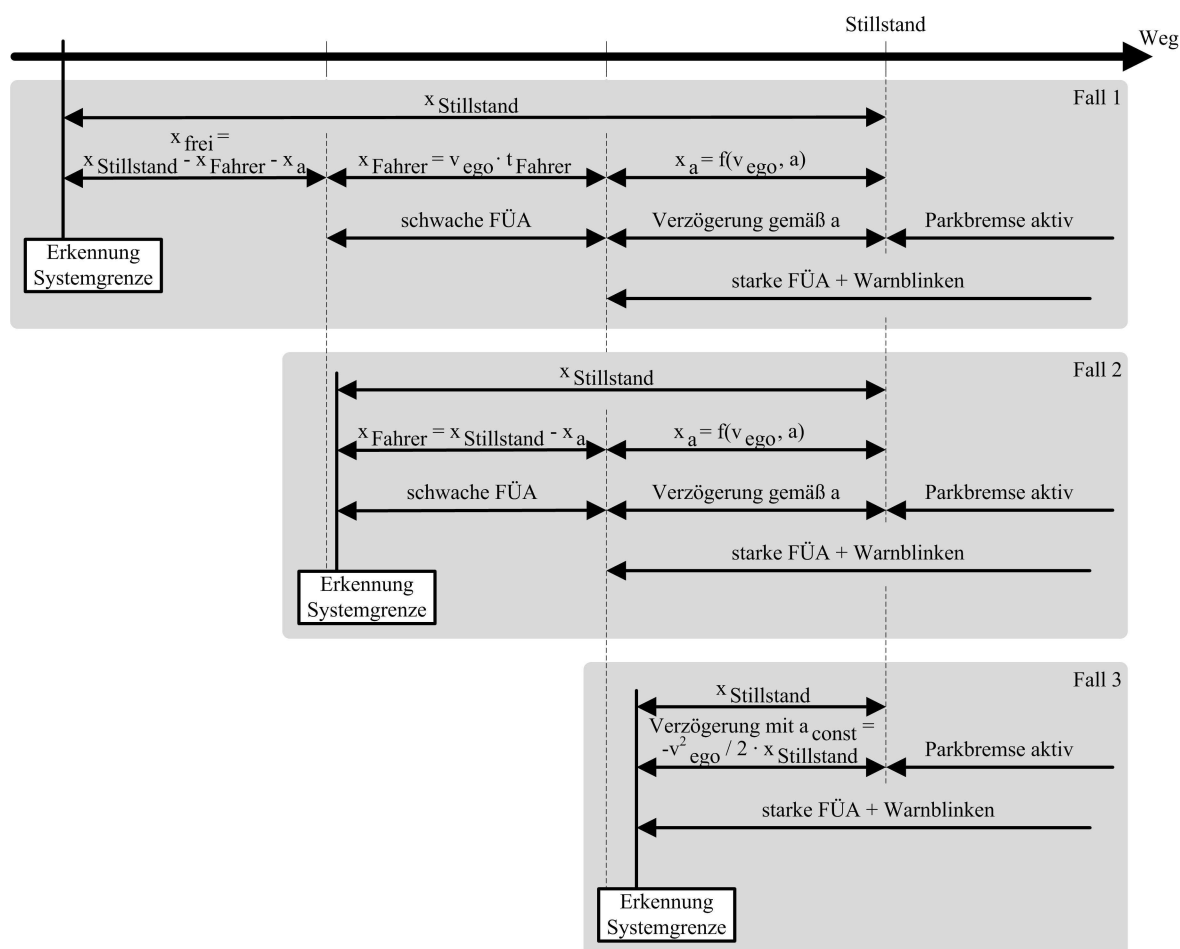 Stillstand
Weg
Fall 1
x Stillstand
x frei =
x Stillstand - x Fahrer - x a
x Fahrer = v ego · t Fahrer
x a = f(v ego, a)
schwache FÜA
Verzögerung gemäß a
Parkbremse aktiv
Erkennung
Systemgrenze
starke FÜA + Warnblinken
Fall 2
x Stillstand
x Fahrer = x Stillstand - x a
x a = f(v ego, a)
schwache FÜA
Verzögerung gemäß a
Parkbremse aktiv
starke FÜA + Warnblinken
Erkennung
Systemgrenze
Fall 3
x Stillstand
Verzögerung mit a const =
-v² ego / 2 · x Stillstand
Parkbremse aktiv
starke FÜA + Warnblinken
Erkennung
Systemgrenze